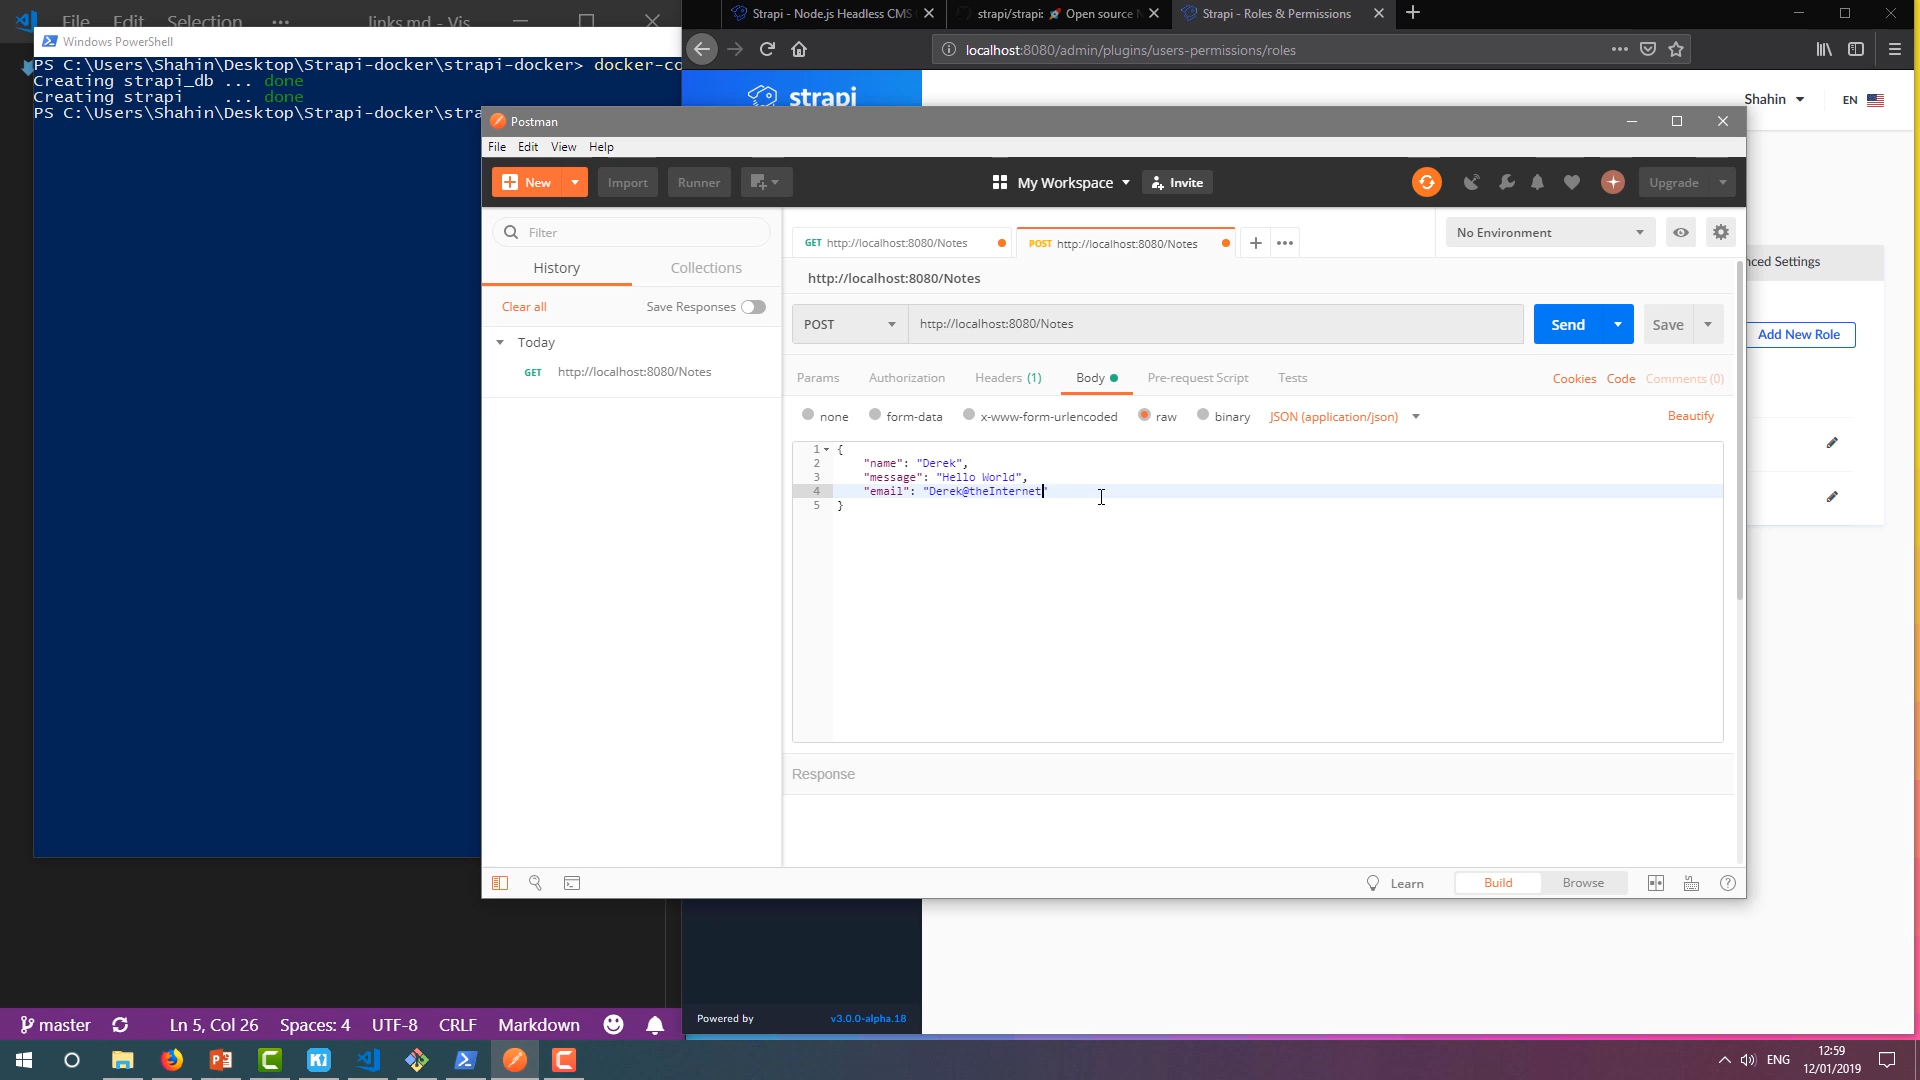 File Edit Selection ••• links.md - Vis
Windows PowerShell
PS C:\Users\Shahin\Desktop\Strapi-docker\strapi-docker> docker-co
Creating strapi_db ... done
Creating strapi ... done
PS C:\Users\Shahin\Desktop\Strapi-docker\stra
Strapi - Node.js Headless CMS
strapi/strapi: 🚀 Open source
Strapi - Roles & Permissions
localhost:8080/admin/plugins/users-permissions/roles
strapi
Shahin
EN
Postman
File Edit View Help
New
Import
Runner
My Workspace
Invite
Upgrade
Filter
History
Collections
Clear all
Save Responses
Today
GET http://localhost:8080/Notes
GET http://localhost:8080/Notes
POST http://localhost:8080/Notes
No Environment
http://localhost:8080/Notes
POST
http://localhost:8080/Notes
Send
Save
Params
Authorization
Headers (1)
Body
Pre-request Script
Tests
Cookies
Code
Comments (0)
none
form-data
x-www-form-urlencoded
raw
binary
JSON (application/json)
Beautify
1 {
2 "name": "Derek",
3 "message": "Hello World",
4 "email": "Derek@theInternet"
5 }
Response
Learn
Build
Browse
nced Settings
Add New Role
Powered by
v3.0.0-alpha.18
master
Ln 5, Col 26
Spaces: 4
UTF-8
CRLF
Markdown
ENG
12:59
12/01/2019